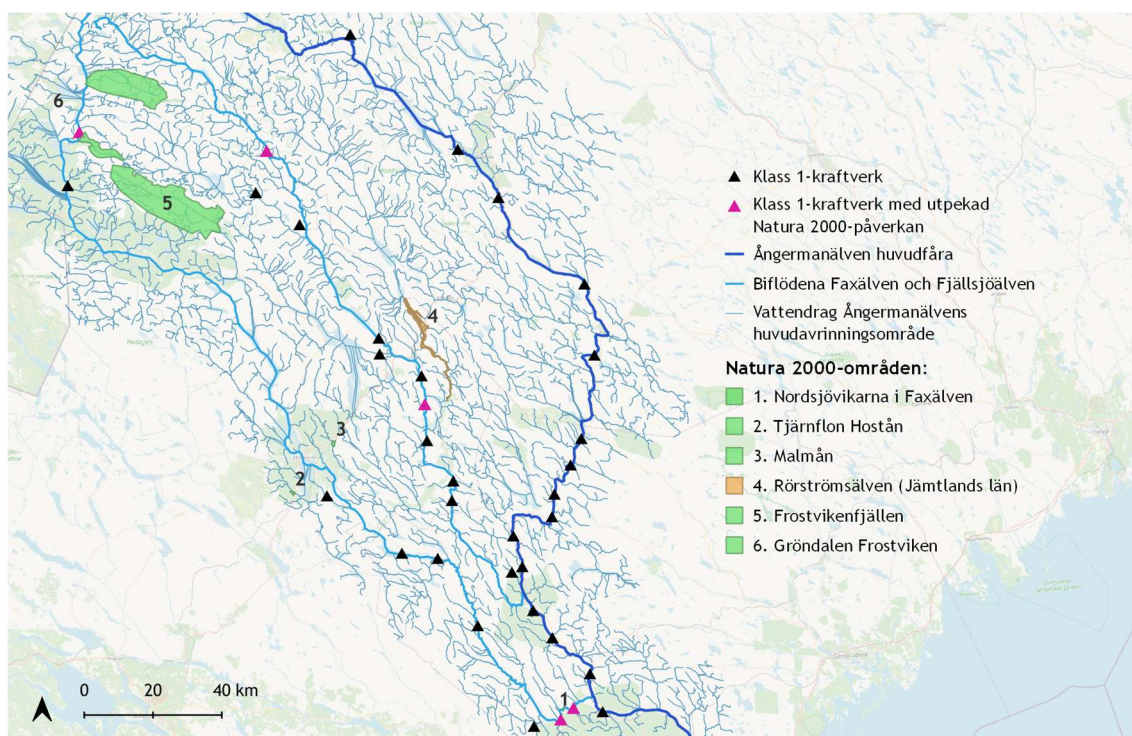 6
5
4
3
2
1
Klass 1-kraftverk
Klass 1-kraftverk med utpekad
Natura 2000-påverkan
Ångermanälven huvudfåra
Biflödena Faxälven och Fjällsjöälven
Vattendrag Ångermanälvens
huvudavrinningsområde
Natura 2000-områden:
1. Nordsjövikarna i Faxälven
2. Tjärnflon Hostån
3. Malmån
4. Rörströmsälven (Jämtlands län)
5. Frostvikenfjällen
6. Gröndalen Frostviken
0 20 40 km